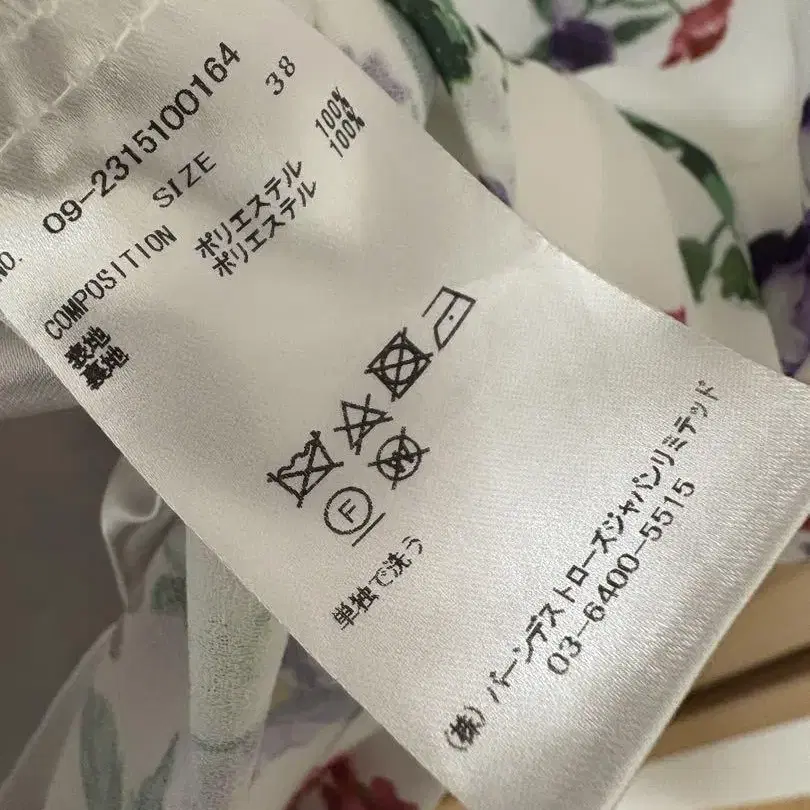 NO. 09-2315100164
SIZE 38
COMPOSITION
表地 ポリエステル 100%
裏地 ポリエステル 100%
F
W
単独で洗う
(株)バーンデストローズジャパンリミテッド
03-6400-5515